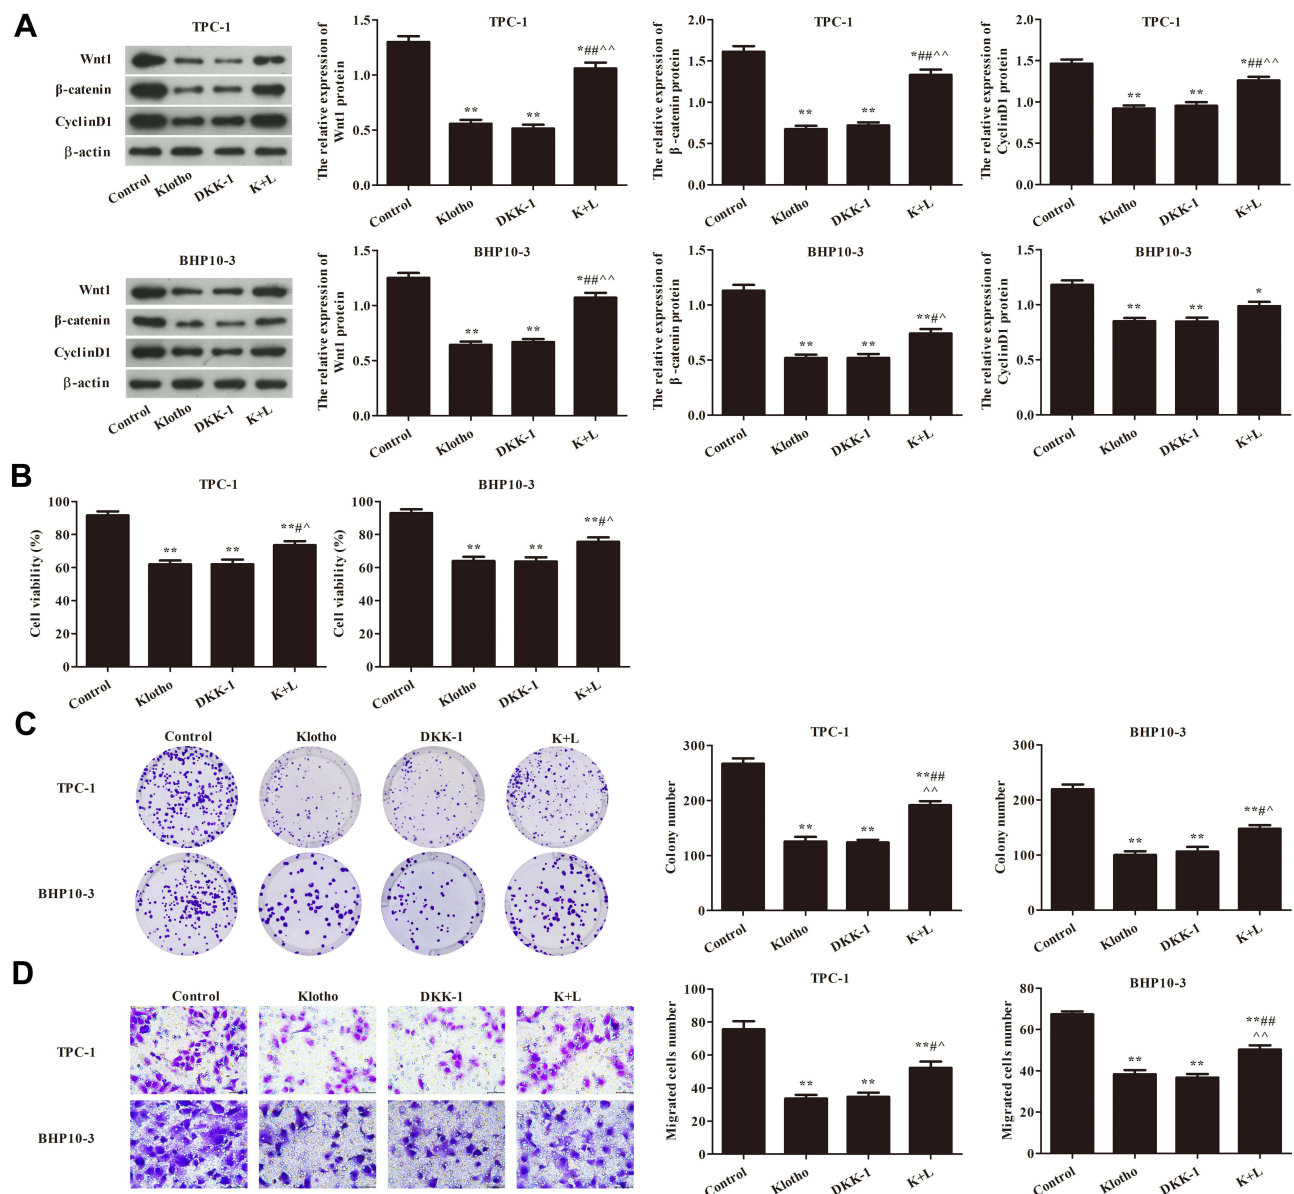 A
TPC-1
Wnt1
β-catenin
CyclinD1
β-actin
Control Klotho DKK-1 K+L
The relative expression of
Wnt1 protein
1.5
1.0
0.5
0.0
** ** *##^^
Control Klotho DKK-1 K+L
TPC-1
The relative expression of
β -catenin protein
2.0
1.5
1.0
0.5
0.0
** ** *##^^
Control Klotho DKK-1 K+L
TPC-1
The relative expression of
CyclinD1 protein
2.0
1.5
1.0
0.5
0.0
** ** *##^^
Control Klotho DKK-1 K+L
BHP10-3
Wnt1
β-catenin
CyclinD1
β-actin
Control Klotho DKK-1 K+L
BHP10-3
The relative expression of
Wnt1 protein
1.5
1.0
0.5
0.0
** ** *##^^
Control Klotho DKK-1 K+L
BHP10-3
The relative expression of
β -catenin protein
1.5
1.0
0.5
0.0
** ** **#^
Control Klotho DKK-1 K+L
BHP10-3
The relative expression of
CyclinD1 protein
1.5
1.0
0.5
0.0
** ** *
Control Klotho DKK-1 K+L
B
TPC-1
Cell viability (%)
100
80
60
40
20
0
** ** **#^
Control Klotho DKK-1 K+L
BHP10-3
Cell viability (%)
100
80
60
40
20
0
** ** **#^
Control Klotho DKK-1 K+L
C
Control Klotho DKK-1 K+L
TPC-1
BHP10-3
TPC-1
Colony number
300
200
100
0
** ** **##
^^
Control Klotho DKK-1 K+L
BHP10-3
Colony number
300
200
100
0
** ** **#^
Control Klotho DKK-1 K+L
D
Control Klotho DKK-1 K+L
TPC-1
BHP10-3
TPC-1
Migrated cells number
100
80
60
40
20
0
** ** **#^
Control Klotho DKK-1 K+L
BHP10-3
Migrated cells number
80
60
40
20
0
** ** **##
^^
Control Klotho DKK-1 K+L